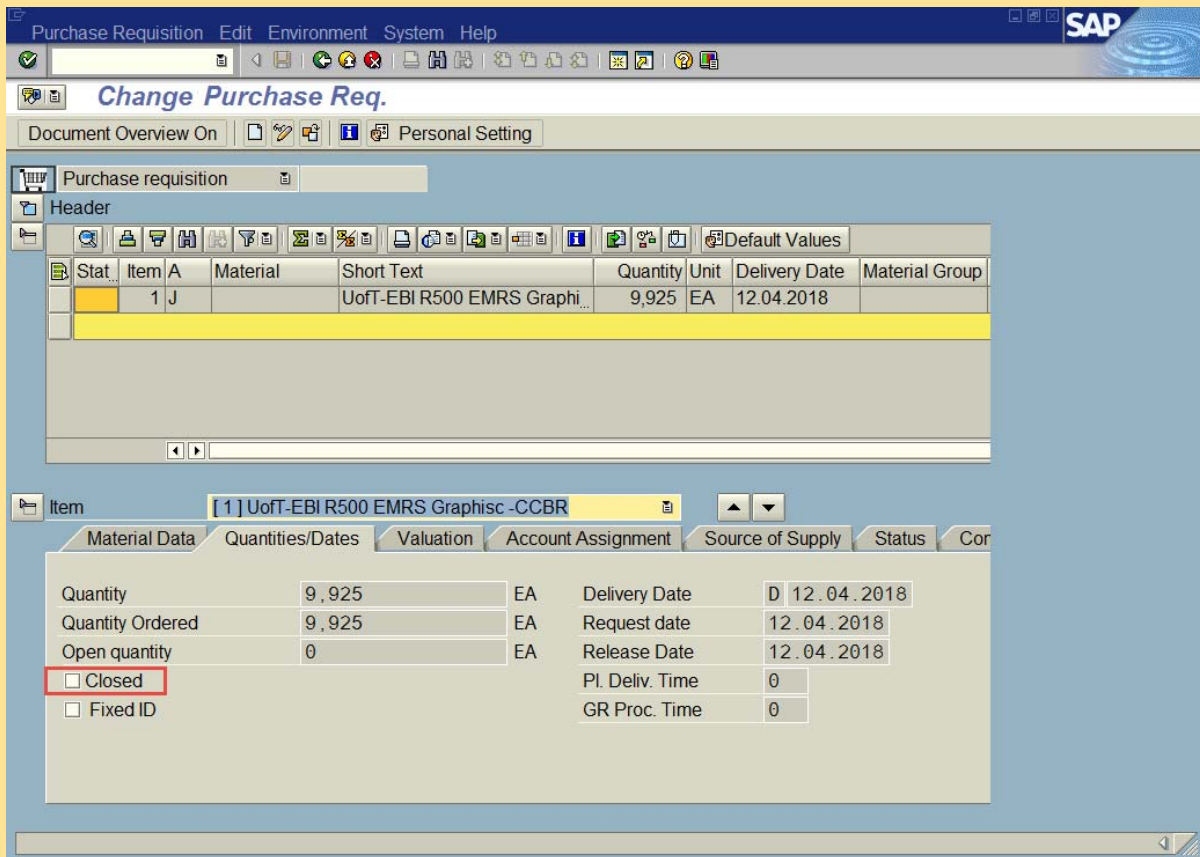 Purchase Requisition Edit Environment System Help
SAP
Change Purchase Req.
Document Overview On Personal Setting
Purchase requisition
Header
Default Values
Stat.. Item A Material Short Text Quantity Unit Delivery Date Material Group
1 J UofT-EBI R500 EMRS Graphi... 9,925 EA 12.04.2018
Item [ 1 ] UofT-EBI R500 EMRS Graphisc -CCBR
Material Data Quantities/Dates Valuation Account Assignment Source of Supply Status Con
Quantity 9,925 EA Delivery Date D 12.04.2018
Quantity Ordered 9,925 EA Request date 12.04.2018
Open quantity 0 EA Release Date 12.04.2018
Closed Pl. Deliv. Time 0
Fixed ID GR Proc. Time 0